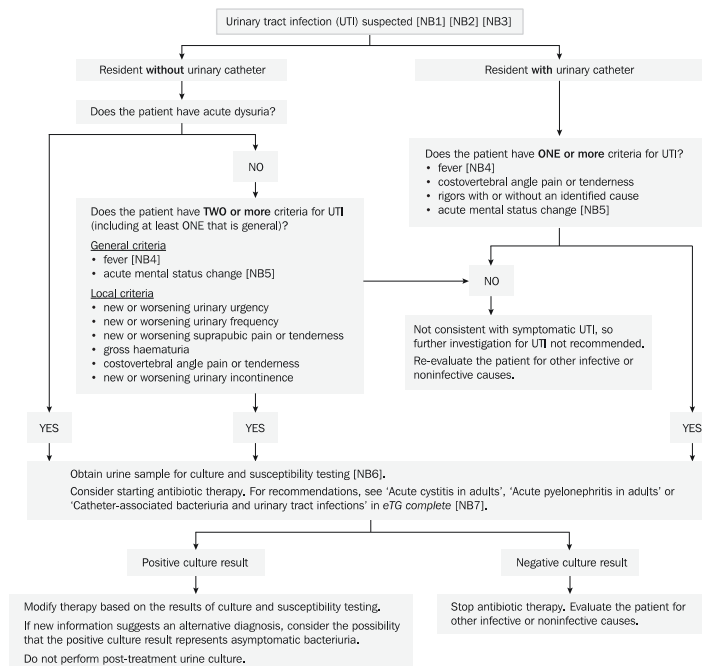 Urinary tract infection (UTI) suspected [NB1] [NB2] [NB3]
Resident without urinary catheter
Resident with urinary catheter
Does the patient have acute dysuria?
NO
Does the patient have TWO or more criteria for UTI
(including at least ONE that is general)?
General criteria
• fever [NB4]
• acute mental status change [NB5]
Local criteria
• new or worsening urinary urgency
• new or worsening urinary frequency
• new or worsening suprapubic pain or tenderness
• gross haematuria
• costovertebral angle pain or tenderness
• new or worsening urinary incontinence
Does the patient have ONE or more criteria for UTI?
• fever [NB4]
• costovertebral angle pain or tenderness
• rigors with or without an identified cause
• acute mental status change [NB5]
NO
Not consistent with symptomatic UTI, so
further investigation for UTI not recommended.
Re-evaluate the patient for other infective or
noninfective causes.
YES
YES
YES
Obtain urine sample for culture and susceptibility testing [NB6].
Consider starting antibiotic therapy. For recommendations, see ‘Acute cystitis in adults’, ‘Acute pyelonephritis in adults’ or
‘Catheter-associated bacteriuria and urinary tract infections’ in eTG complete [NB7].
Positive culture result
Negative culture result
Modify therapy based on the results of culture and susceptibility testing.
If new information suggests an alternative diagnosis, consider the possibility
that the positive culture result represents asymptomatic bacteriuria.
Do not perform post-treatment urine culture.
Stop antibiotic therapy. Evaluate the patient for
other infective or noninfective causes.